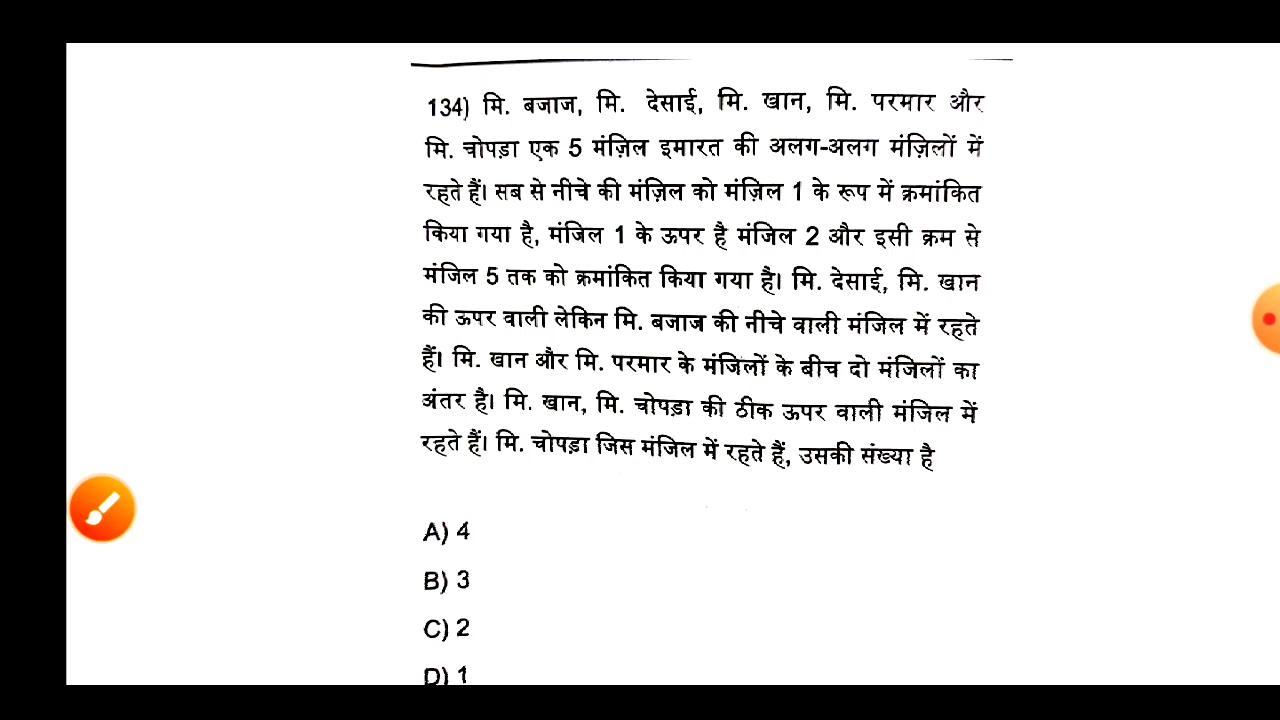 134) मि. बजाज, मि. देसाई, मि. खान, मि. परमार और
मि. चोपड़ा एक 5 मंज़िल इमारत की अलग-अलग मंज़िलों में
रहते हैं। सब से नीचे की मंज़िल को मंज़िल 1 के रूप में क्रमांकित
किया गया है, मंजिल 1 के ऊपर है मंजिल 2 और इसी क्रम से
मंजिल 5 तक को क्रमांकित किया गया है। मि. देसाई, मि. खान
की ऊपर वाली लेकिन मि. बजाज की नीचे वाली मंजिल में रहते
हैं। मि. खान और मि. परमार के मंजिलों के बीच दो मंजिलों का
अंतर है। मि. खान, मि. चोपड़ा की ठीक ऊपर वाली मंजिल में
रहते हैं। मि. चोपड़ा जिस मंजिल में रहते हैं, उसकी संख्या है
A) 4
B) 3
C) 2
D) 1